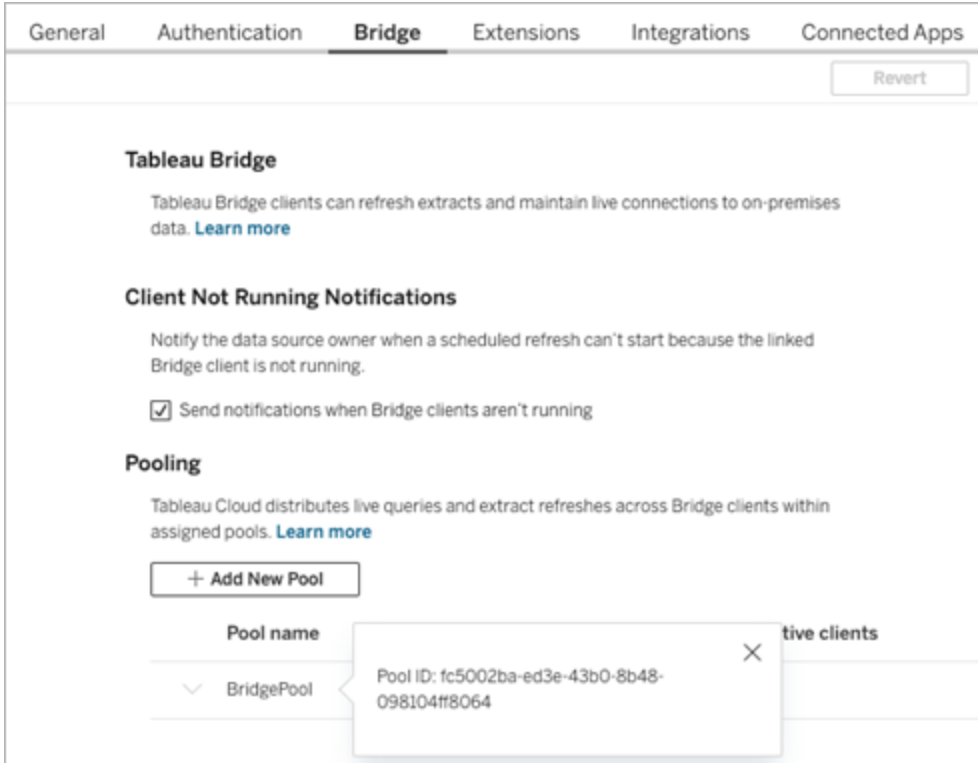 General Authentication Bridge Extensions Integrations Connected Apps
Revert
Tableau Bridge
Tableau Bridge clients can refresh extracts and maintain live connections to on-premises
data. Learn more
Client Not Running Notifications
Notify the data source owner when a scheduled refresh can't start because the linked
Bridge client is not running.
Send notifications when Bridge clients aren't running
Pooling
Tableau Cloud distributes live queries and extract refreshes across Bridge clients within
assigned pools. Learn more
+ Add New Pool
Pool name tive clients
BridgePool
Pool ID: fc5002ba-ed3e-43b0-8b48-
098104ff8064